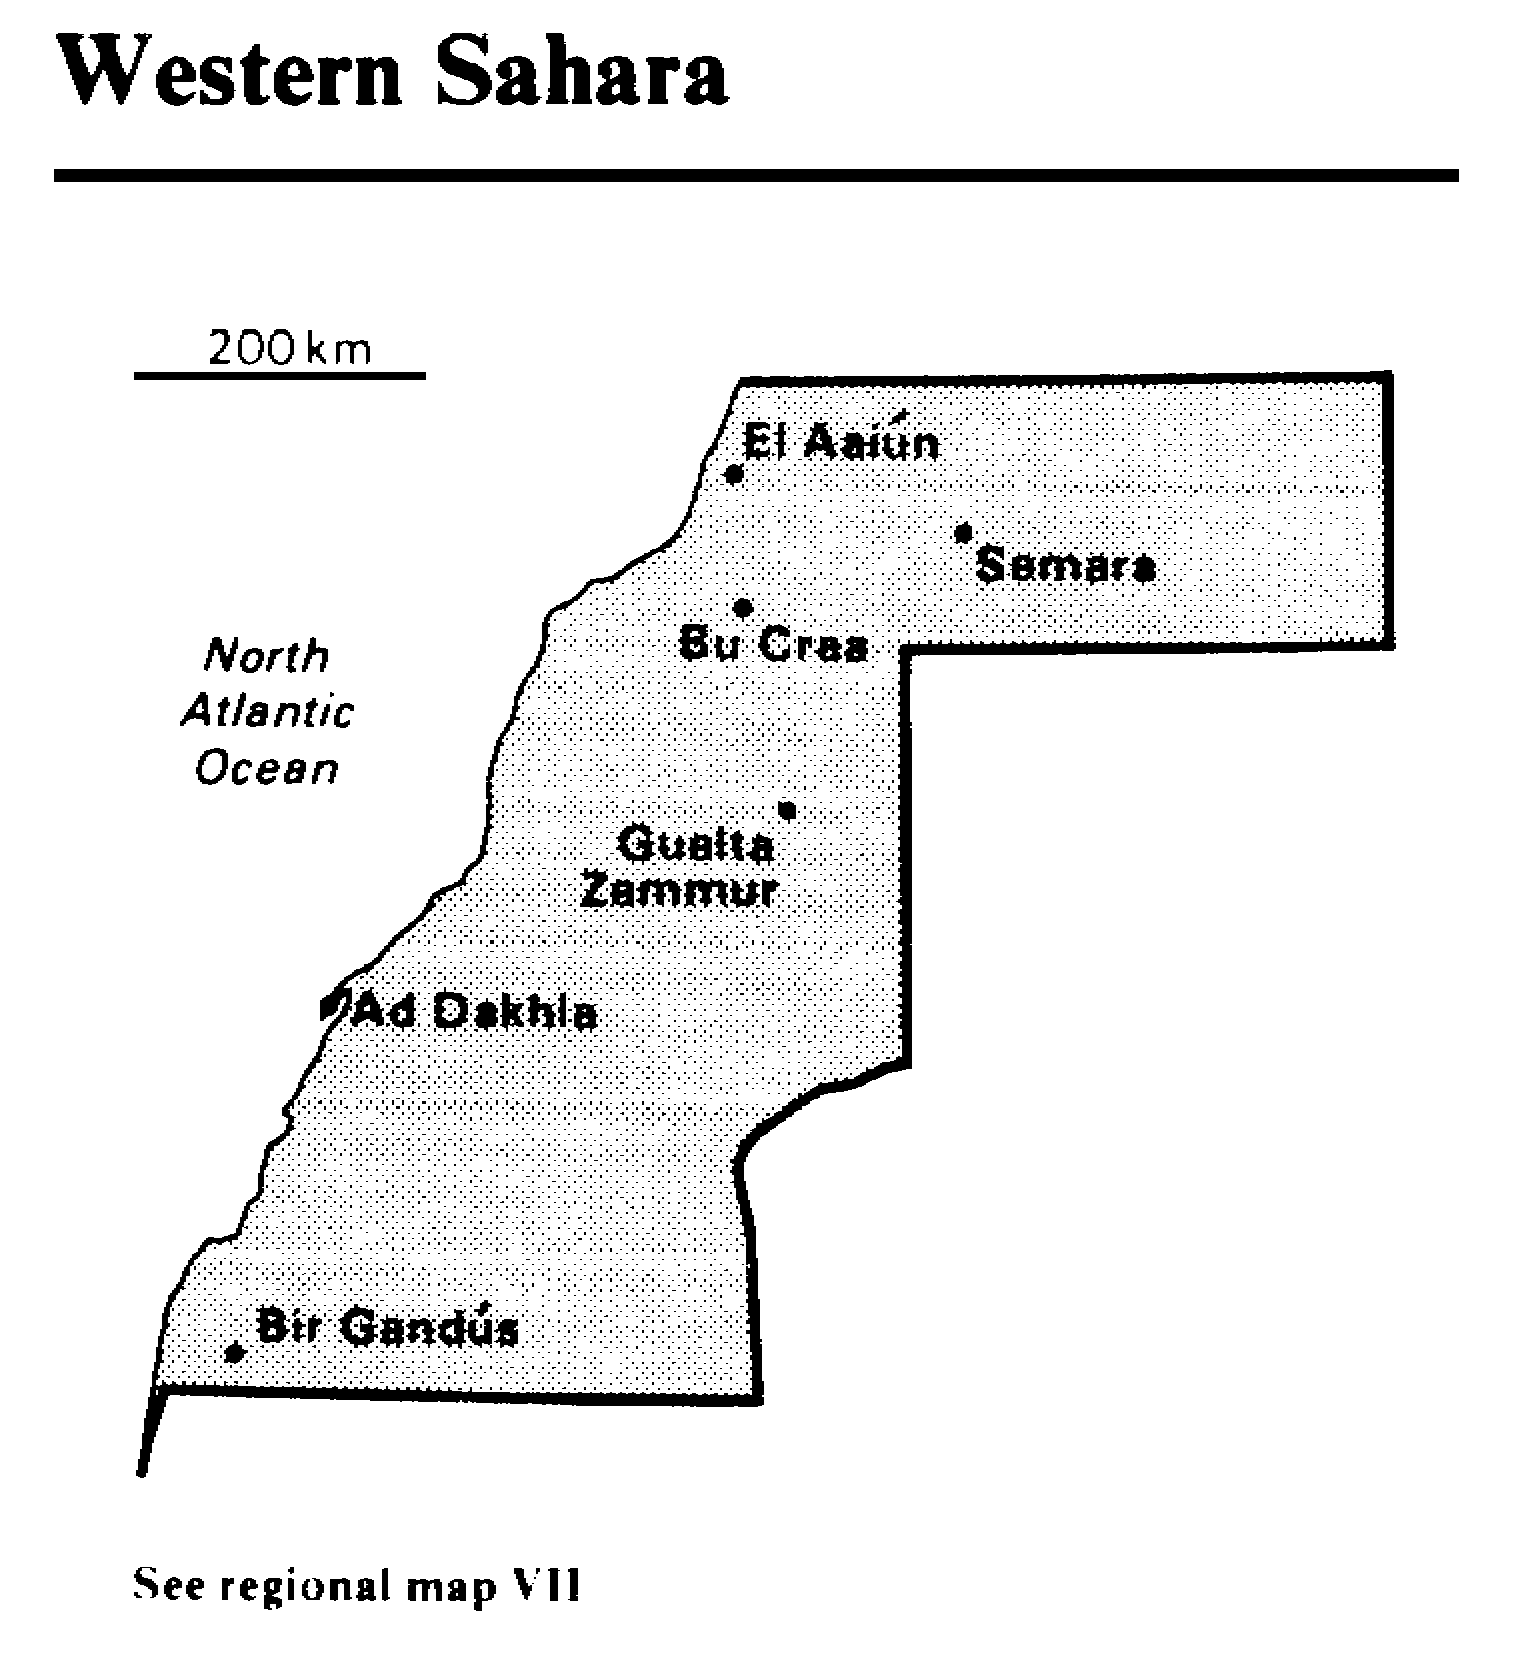 Western Sahara
200 km
El Aaiún
Semara
Bu Craa
North
Atlantic
Ocean
Guelta
Zammur
Ad Dakhla
Bir Gandús
See regional map VII